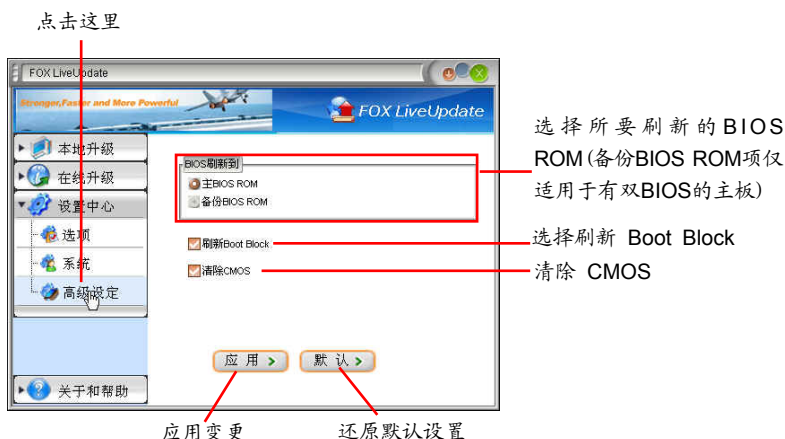 点击这里
FOX LiveUpdate
Stronger,Faster and More Powerful
FOX LiveUpdate
本地升级
在线升级
设置中心
选项
系统
高级设定
关于和帮助
BIOS刷新到
主BIOS ROM
备份BIOS ROM
刷新Boot Block
清除CMOS
应 用
默 认
选择所要刷新的BIOS
ROM(备份BIOS ROM项仅
适用于有双BIOS的主板)
选择刷新 Boot Block
清除 CMOS
应用变更
还原默认设置